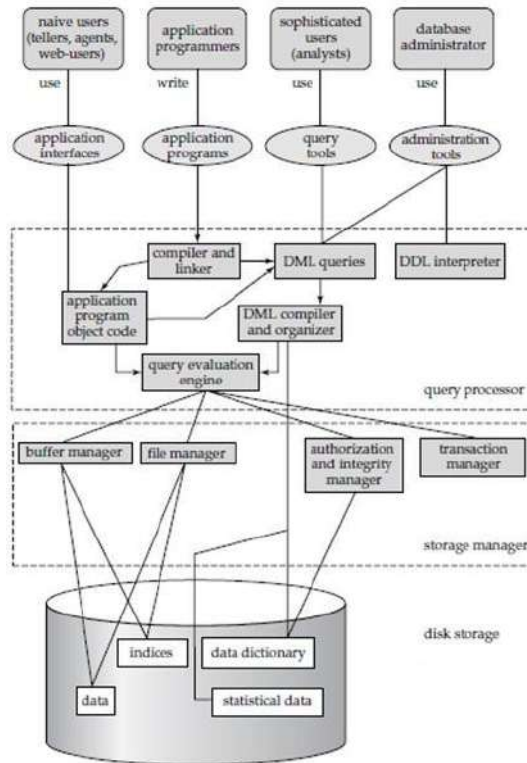 naive users
(tellers, agents,
web-users)
application
programmers
sophisticated
users
(analysts)
database
administrator
use
write
use
use
application
interfaces
application
programs
query
tools
administration
tools
compiler and
linker
DML queries
DDL interpreter
application
program
object code
DML compiler
and organizer
query evaluation
engine
query processor
buffer manager
file manager
authorization
and integrity
manager
transaction
manager
storage manager
disk storage
indices
data dictionary
data
statistical data